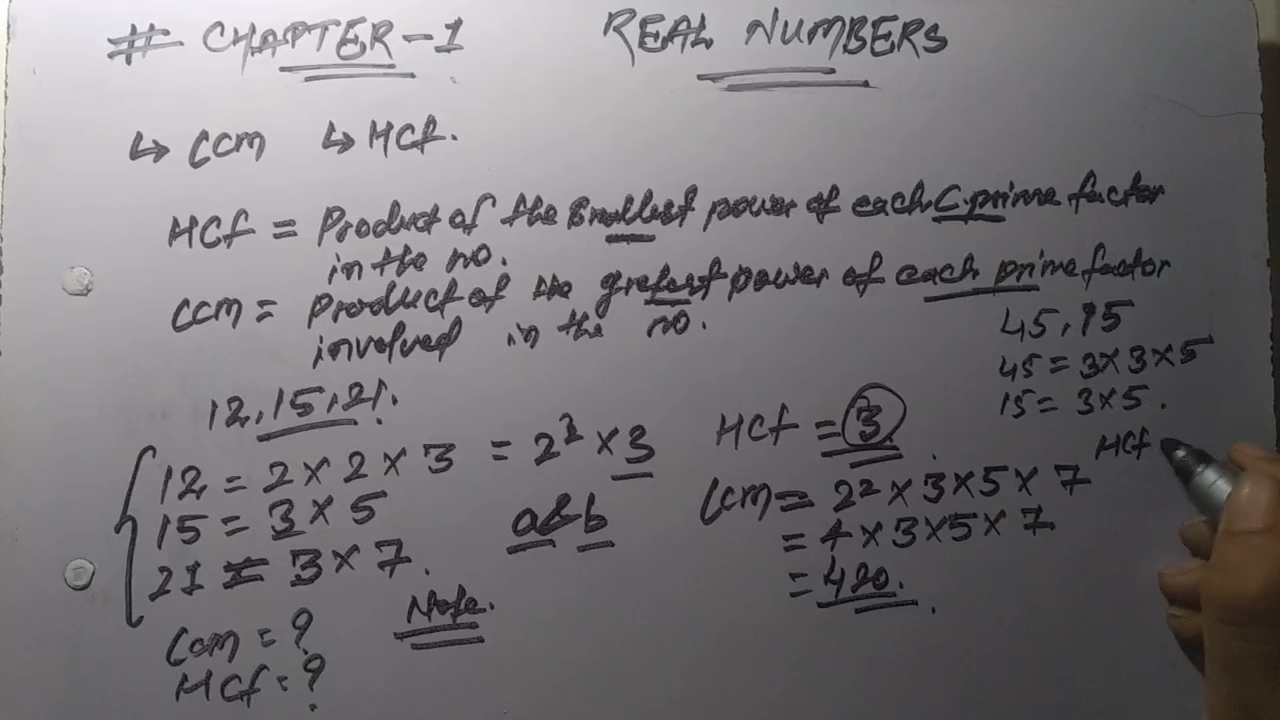 # CHAPTER-1 REAL NUMBERS
↳ LCM ↳ HCf.
HCf = Product of the smallest power of each C.prime factor
in the no.
LCM = Product of the gretest power of each prime factor
involved in the no.
12,15,21.
12 = 2×2×3 = 2² × 3
15 = 3×5
21 = 3×7.
LCM = ?
HCf = ?
a&b
Note.
HCf = 3.
LCM = 2²×3×5×7
= 4×3×5×7
= 420.
45,15
45 = 3×3×5
15 = 3×5.
HCf